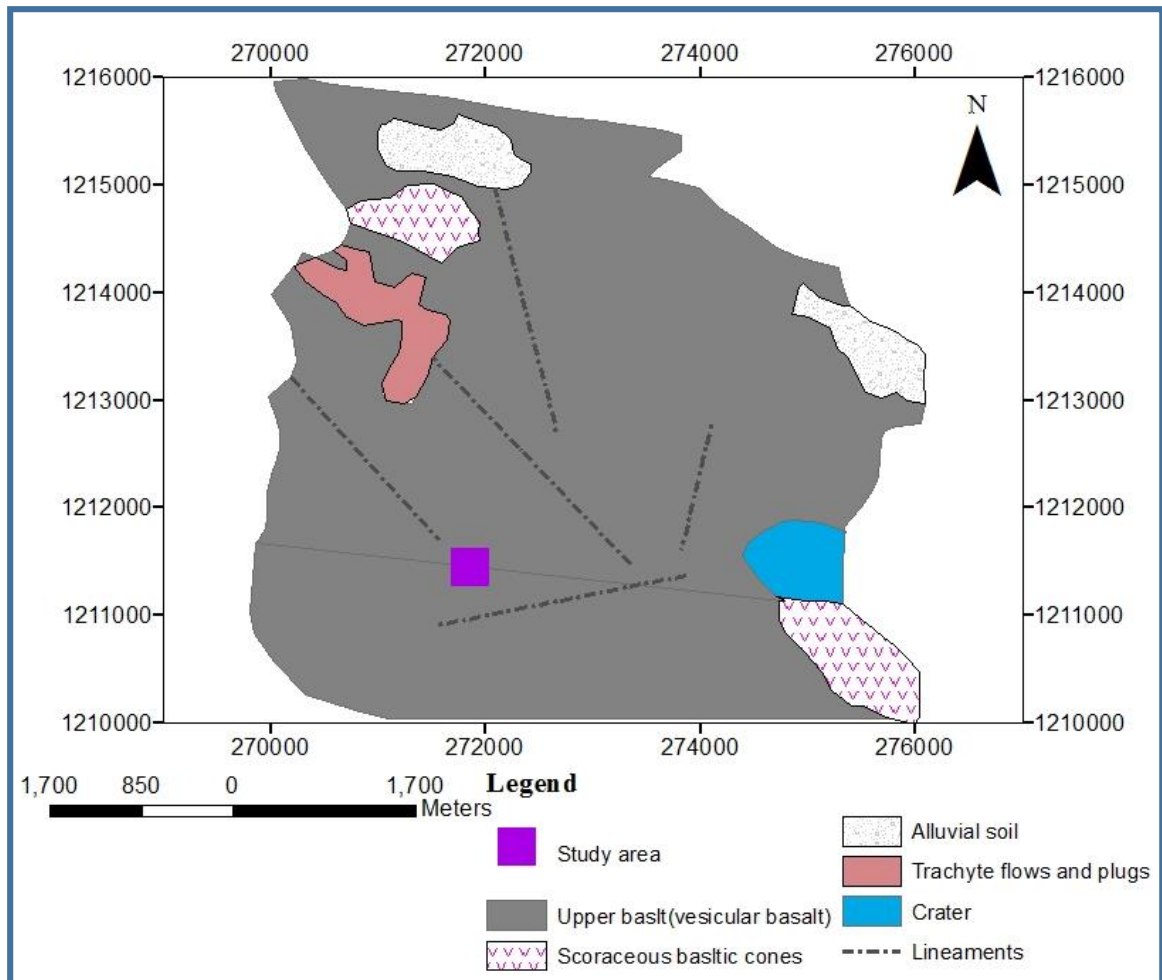 270000 272000 274000 276000
1216000 1216000
N
1215000 1215000
1214000 1214000
1213000 1213000
1212000 1212000
1211000 1211000
1210000 1210000
270000 272000 274000 276000
1,700 850 0 1,700
Meters
Legend
Study area
Upper baslt(vesicular basalt)
Scoraceous basltic cones
Alluvial soil
Trachyte flows and plugs
Crater
Lineaments